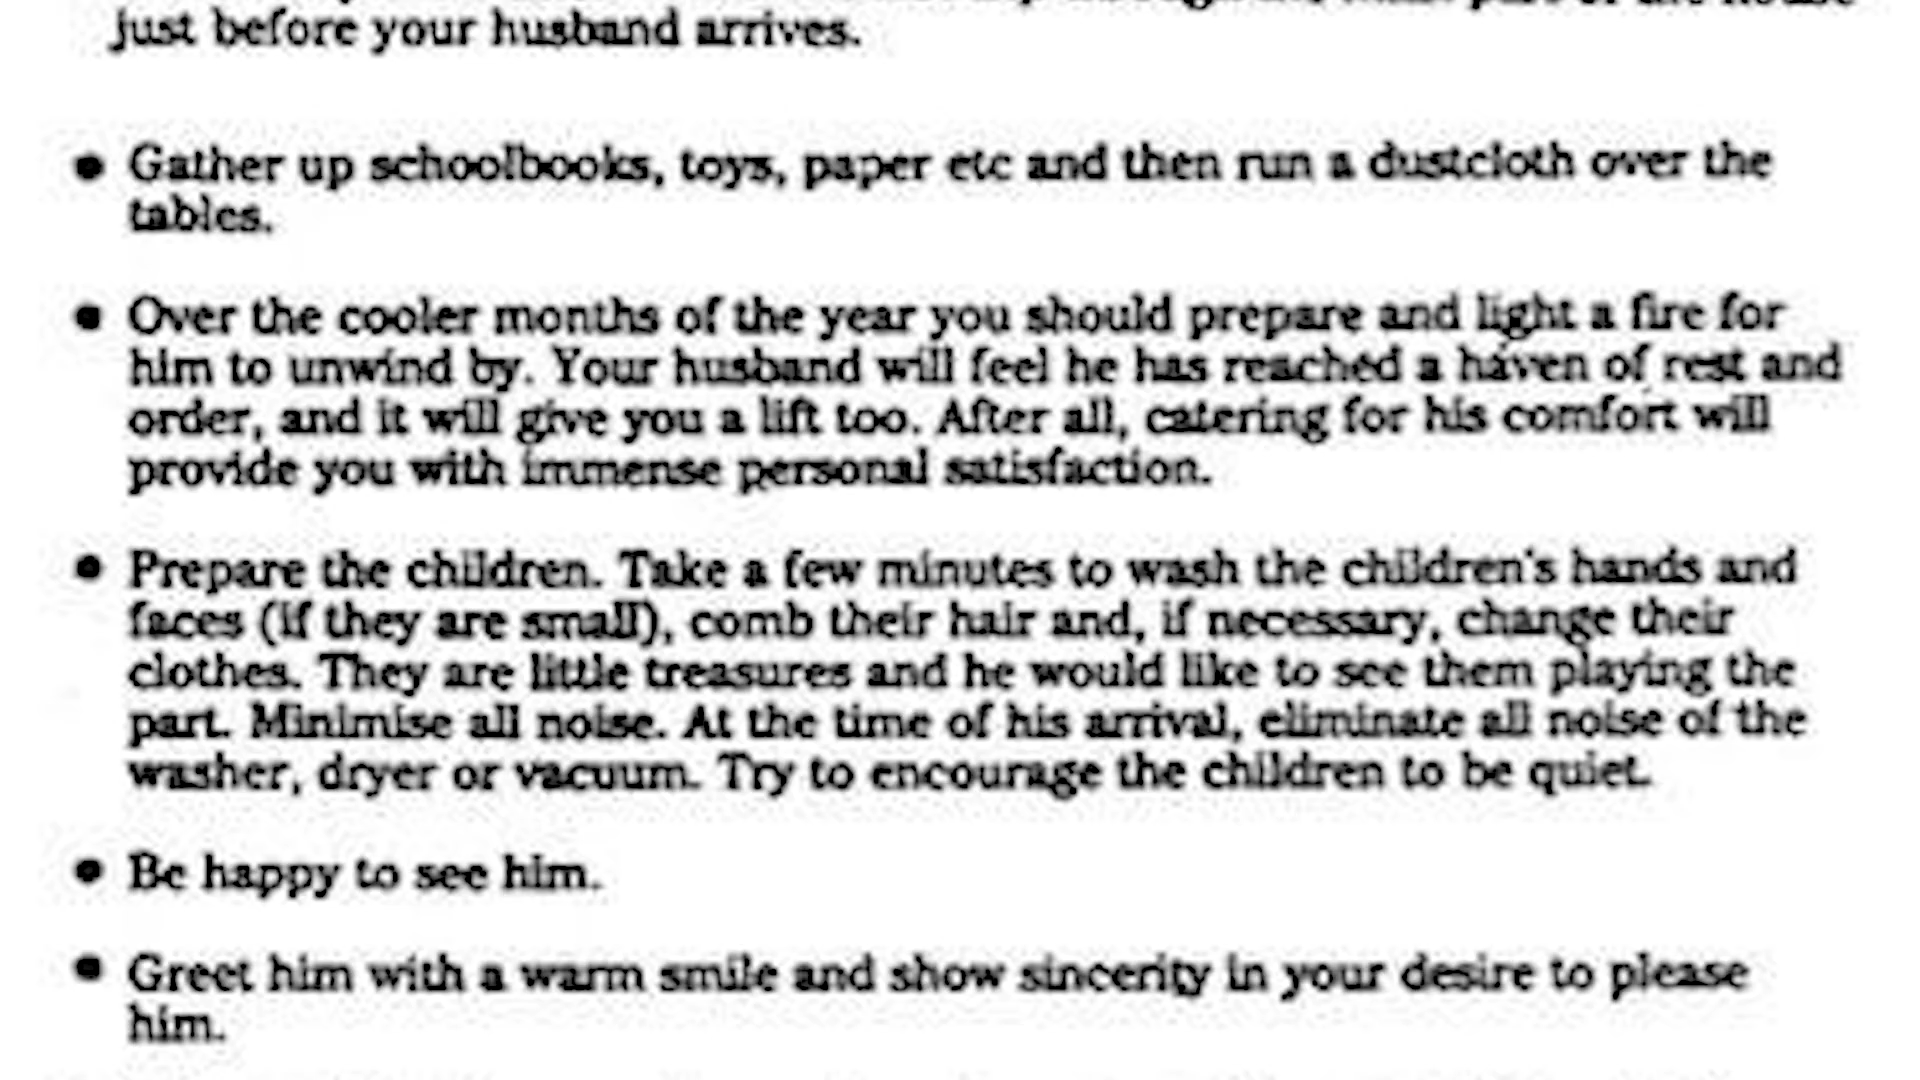 just before your husband arrives.
• Gather up schoolbooks, toys, paper etc and then run a dustcloth over the
tables.
• Over the cooler months of the year you should prepare and light a fire for
him to unwind by. Your husband will feel he has reached a haven of rest and
order, and it will give you a lift too. After all, catering for his comfort will
provide you with immense personal satisfaction.
• Prepare the children. Take a few minutes to wash the children's hands and
faces (if they are small), comb their hair and, if necessary, change their
clothes. They are little treasures and he would like to see them playing the
part. Minimise all noise. At the time of his arrival, eliminate all noise of the
washer, dryer or vacuum. Try to encourage the children to be quiet.
• Be happy to see him.
• Greet him with a warm smile and show sincerity in your desire to please
him.